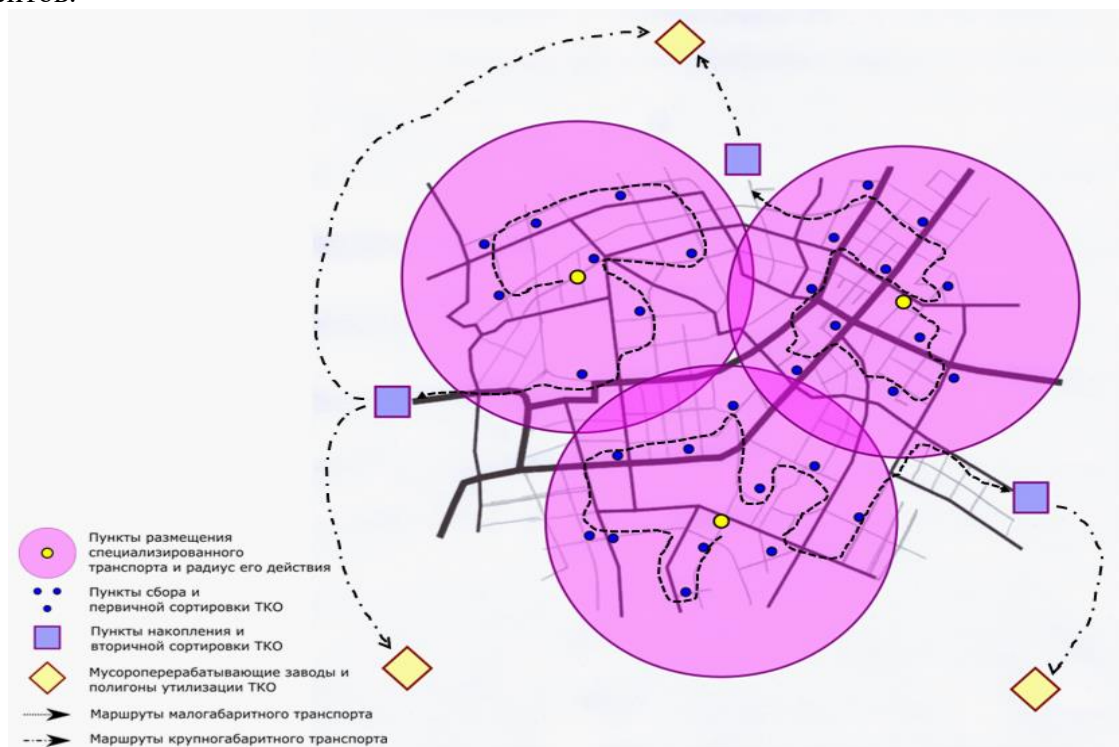 Пункты размещения
специализированного
транспорта и радиус его действия
Пункты сбора и
первичной сортировки ТКО
Пункты накопления и
вторичной сортировки ТКО
Мусороперерабатывающие заводы и
полигоны утилизации ТКО
Маршруты малогабаритного транспорта
Маршруты крупногабаритного транспорта